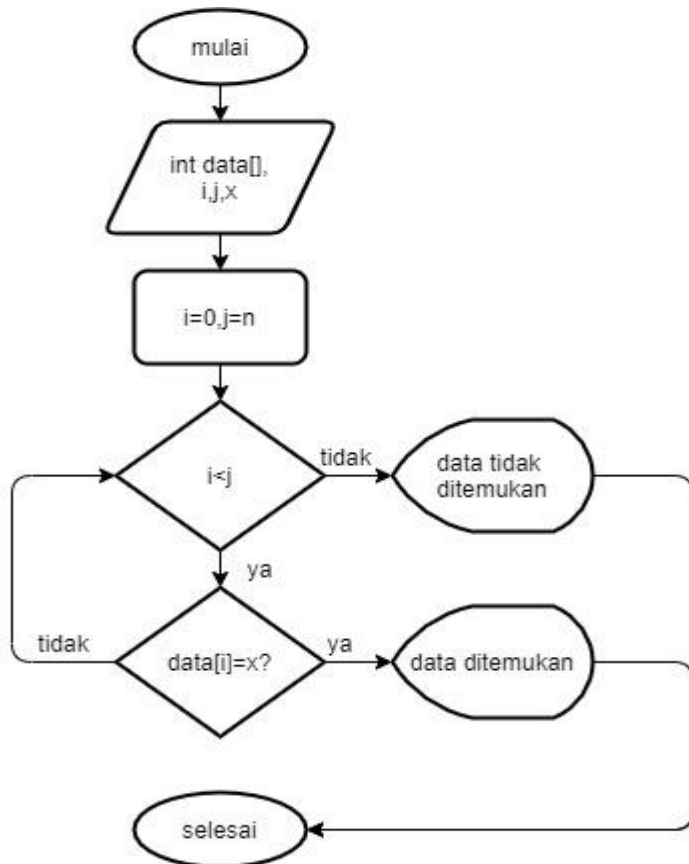 mulai
int data[],
i,j,x
i=0,j=n
i<j
tidak
data tidak
ditemukan
ya
tidak
data[i]=x?
ya
data ditemukan
selesai